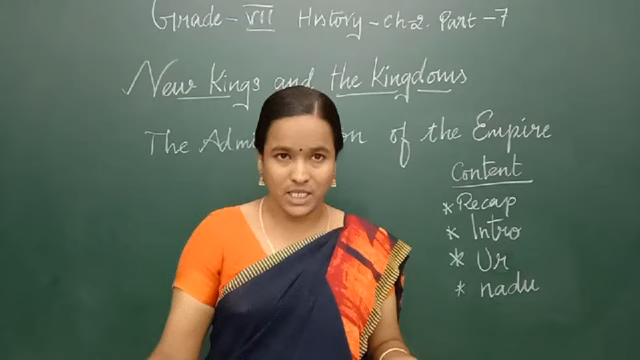 Grade - VII History - ch 2. Part - 7
New Kings and the Kingdoms
The of the Empire
Content
* Recap
* Intro
* Ur
* nadu